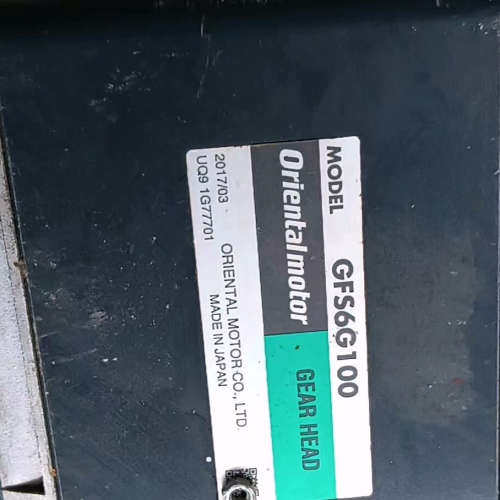 MODEL GFS6G100
Orientalmotor GEAR HEAD
ORIENTAL MOTOR CO., LTD.
2017/03 MADE IN JAPAN
UQ9 1G77701